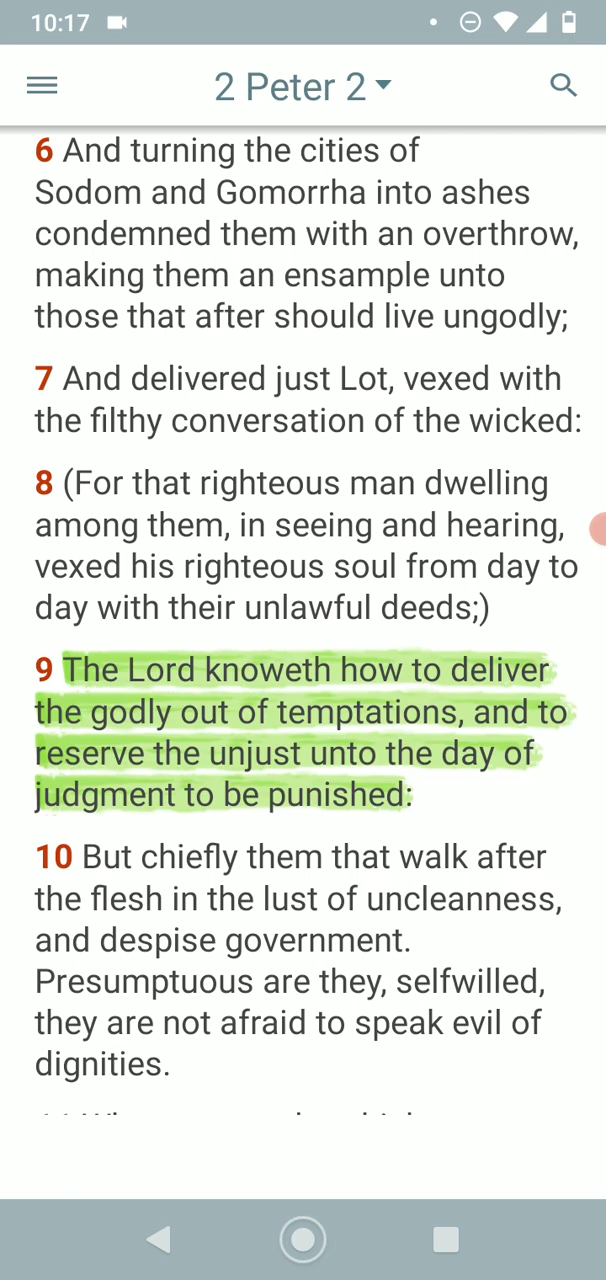 10:17
2 Peter 2
6 And turning the cities of
Sodom and Gomorrha into ashes
condemned them with an overthrow,
making them an ensample unto
those that after should live ungodly;
7 And delivered just Lot, vexed with
the filthy conversation of the wicked:
8 (For that righteous man dwelling
among them, in seeing and hearing,
vexed his righteous soul from day to
day with their unlawful deeds;)
9 The Lord knoweth how to deliver
the godly out of temptations, and to
reserve the unjust unto the day of
judgment to be punished:
10 But chiefly them that walk after
the flesh in the lust of uncleanness,
and despise government.
Presumptuous are they, selfwilled,
they are not afraid to speak evil of
dignities.